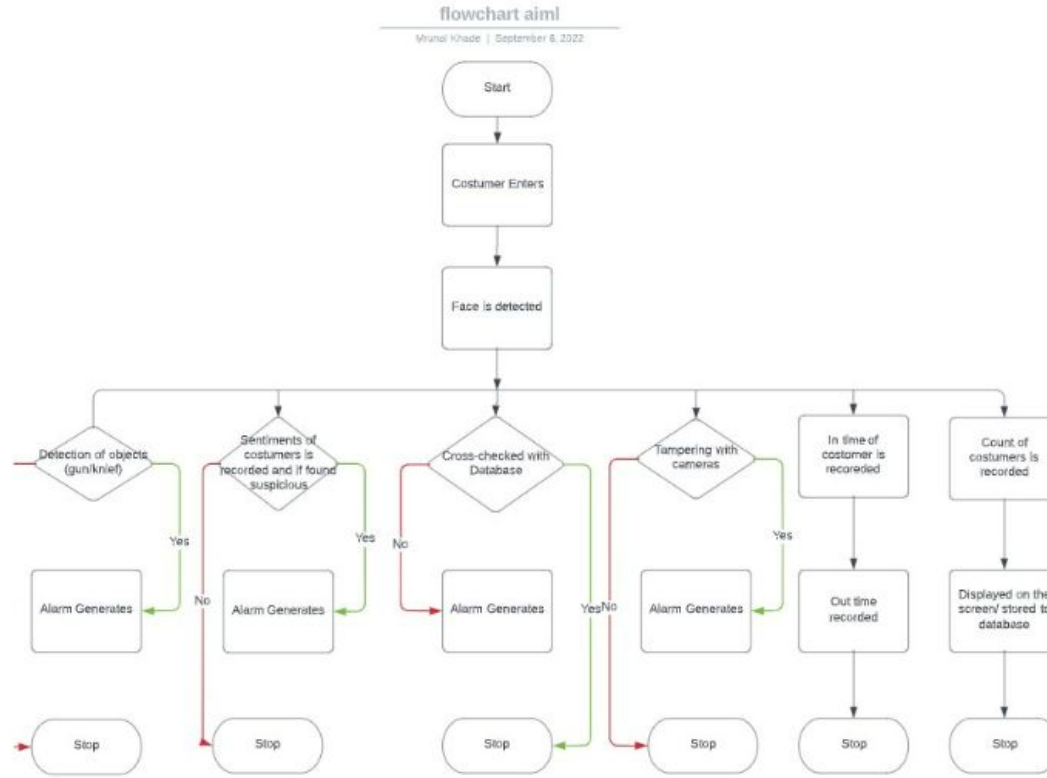 flowchart aiml
Mrunal Khade | September 6, 2022
Start
Costumer Enters
Face is detected
Detection of objects
(gun/knief)
Sentiments of
costumers is
recorded and if found
suspicious
Cross-checked with
Database
Tampering with
cameras
In time of
costomer is
recoreded
Count of
costumers is
recorded
Yes
Yes
No
Yes
No
Yes
No
Alarm Generates
Alarm Generates
Alarm Generates
Alarm Generates
Out time
recorded
Displayed on the
screen/ stored to
database
Stop
Stop
Stop
Stop
Stop
Stop